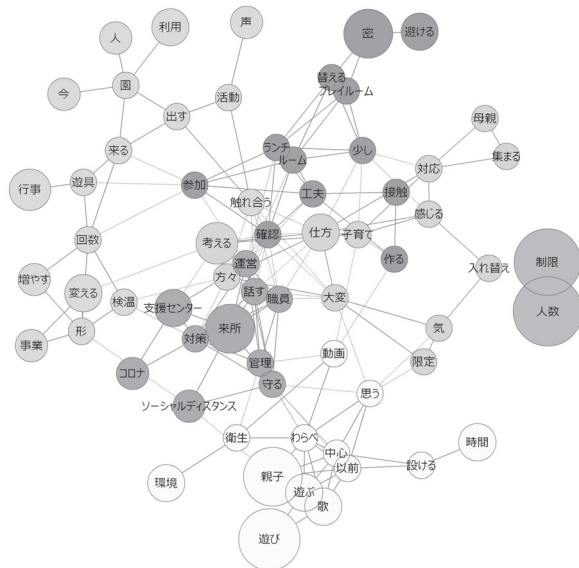 声
利用
人
密
避ける
替える
プレイルーム
今
園
活動
出す
母親
来る
ランチ
ルーム
少し
集まる
対応
行事
遊具
参加
触れ合う
工夫
接触
感じる
回数
考える
確認
仕方
子育て
増やす
変える
検温
方々
運営
作る
入れ替え
制限
形
支援センター
話す
職員
大変
人数
事業
対策
来所
気
コロナ
管理
動画
限定
守る
思う
ソーシャルディスタンス
衛生
わらべ
中心
時間
環境
親子
以前
設ける
遊ぶ
歌
遊び